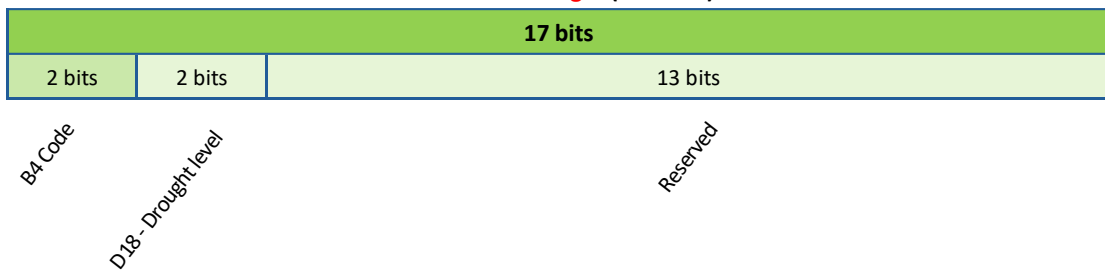 17 bits
2 bits 2 bits 13 bits
B4 Code
D18 - Drought level
Reserved